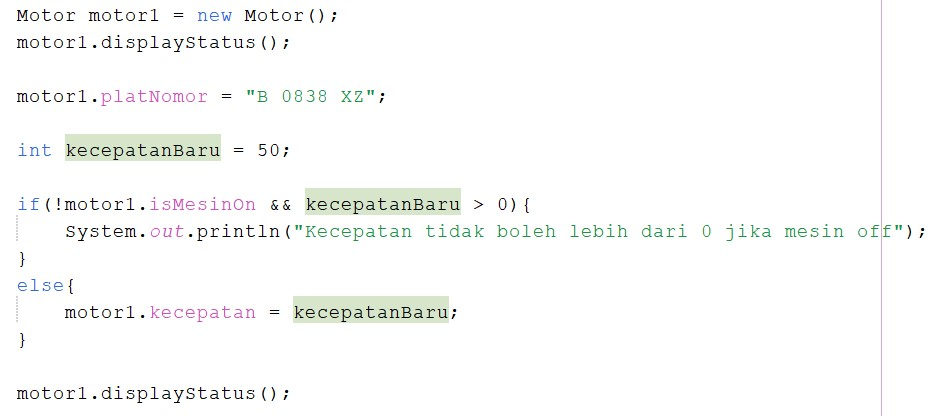 Motor motor1 = new Motor();
motor1.displayStatus();
motor1.platNomor = "B 0838 XZ";
int kecepatanBaru = 50;
if(!motor1.isMesinOn && kecepatanBaru > 0){
System.out.println("Kecepatan tidak boleh lebih dari 0 jika mesin off");
}
else{
motor1.kecepatan = kecepatanBaru;
}
motor1.displayStatus();